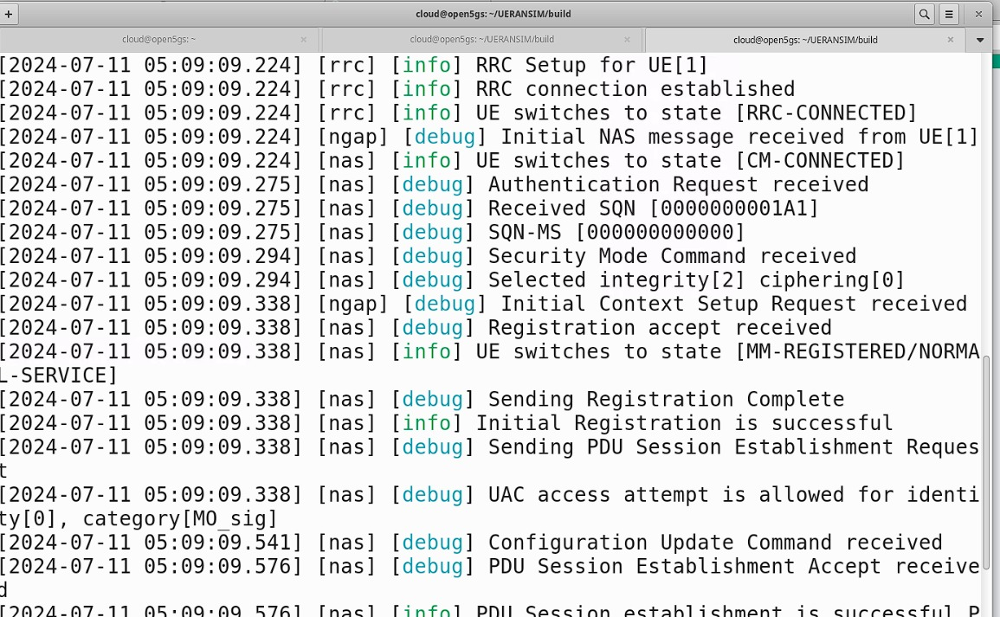 cloud@open5gs: ~/UERANSIM/build
cloud@open5gs: ~
cloud@open5gs: ~/UERANSIM/build
cloud@open5gs: ~/UERANSIM/build
[2024-07-11 05:09:09.224] [rrc] [info] RRC Setup for UE[1]
[2024-07-11 05:09:09.224] [rrc] [info] RRC connection established
[2024-07-11 05:09:09.224] [rrc] [info] UE switches to state [RRC-CONNECTED]
[2024-07-11 05:09:09.224] [ngap] [debug] Initial NAS message received from UE[1]
[2024-07-11 05:09:09.224] [nas] [info] UE switches to state [CM-CONNECTED]
[2024-07-11 05:09:09.275] [nas] [debug] Authentication Request received
[2024-07-11 05:09:09.275] [nas] [debug] Received SQN [0000000001A1]
[2024-07-11 05:09:09.275] [nas] [debug] SQN-MS [000000000000]
[2024-07-11 05:09:09.294] [nas] [debug] Security Mode Command received
[2024-07-11 05:09:09.294] [nas] [debug] Selected integrity[2] ciphering[0]
[2024-07-11 05:09:09.338] [ngap] [debug] Initial Context Setup Request received
[2024-07-11 05:09:09.338] [nas] [debug] Registration accept received
[2024-07-11 05:09:09.338] [nas] [info] UE switches to state [MM-REGISTERED/NORMA
L-SERVICE]
[2024-07-11 05:09:09.338] [nas] [debug] Sending Registration Complete
[2024-07-11 05:09:09.338] [nas] [info] Initial Registration is successful
[2024-07-11 05:09:09.338] [nas] [debug] Sending PDU Session Establishment Reques
t
[2024-07-11 05:09:09.338] [nas] [debug] UAC access attempt is allowed for identi
ty[0], category[MO_sig]
[2024-07-11 05:09:09.541] [nas] [debug] Configuration Update Command received
[2024-07-11 05:09:09.576] [nas] [debug] PDU Session Establishment Accept receive
d
[2024-07-11 05:09:09.576] [nas] [info] PDU Session establishment is successful P